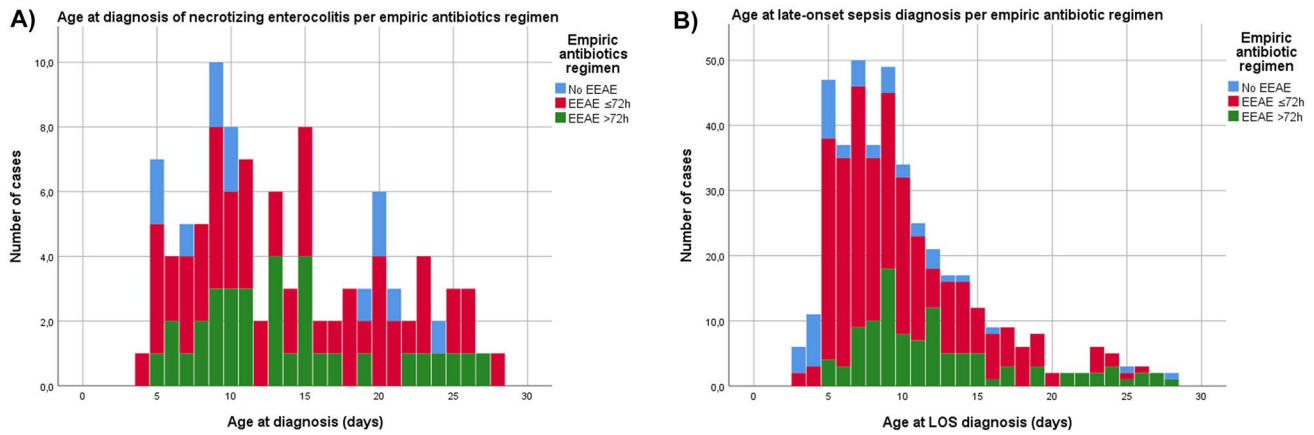 A)
Age at diagnosis of necrotizing enterocolitis per empiric antibiotics regimen
Empiric
antibiotics
regimen
No EEAE
EEAE ≤72h
EEAE >72h
Number of cases
10,0
8,0
6,0
4,0
2,0
,0
0 5 10 15 20 25 30
Age at diagnosis (days)
B)
Age at late-onset sepsis diagnosis per empiric antibiotic regimen
Empiric
antibiotic
regimen
No EEAE
EEAE ≤72h
EEAE >72h
Number of cases
50,0
40,0
30,0
20,0
10,0
,0
0 5 10 15 20 25 30
Age at LOS diagnosis (days)